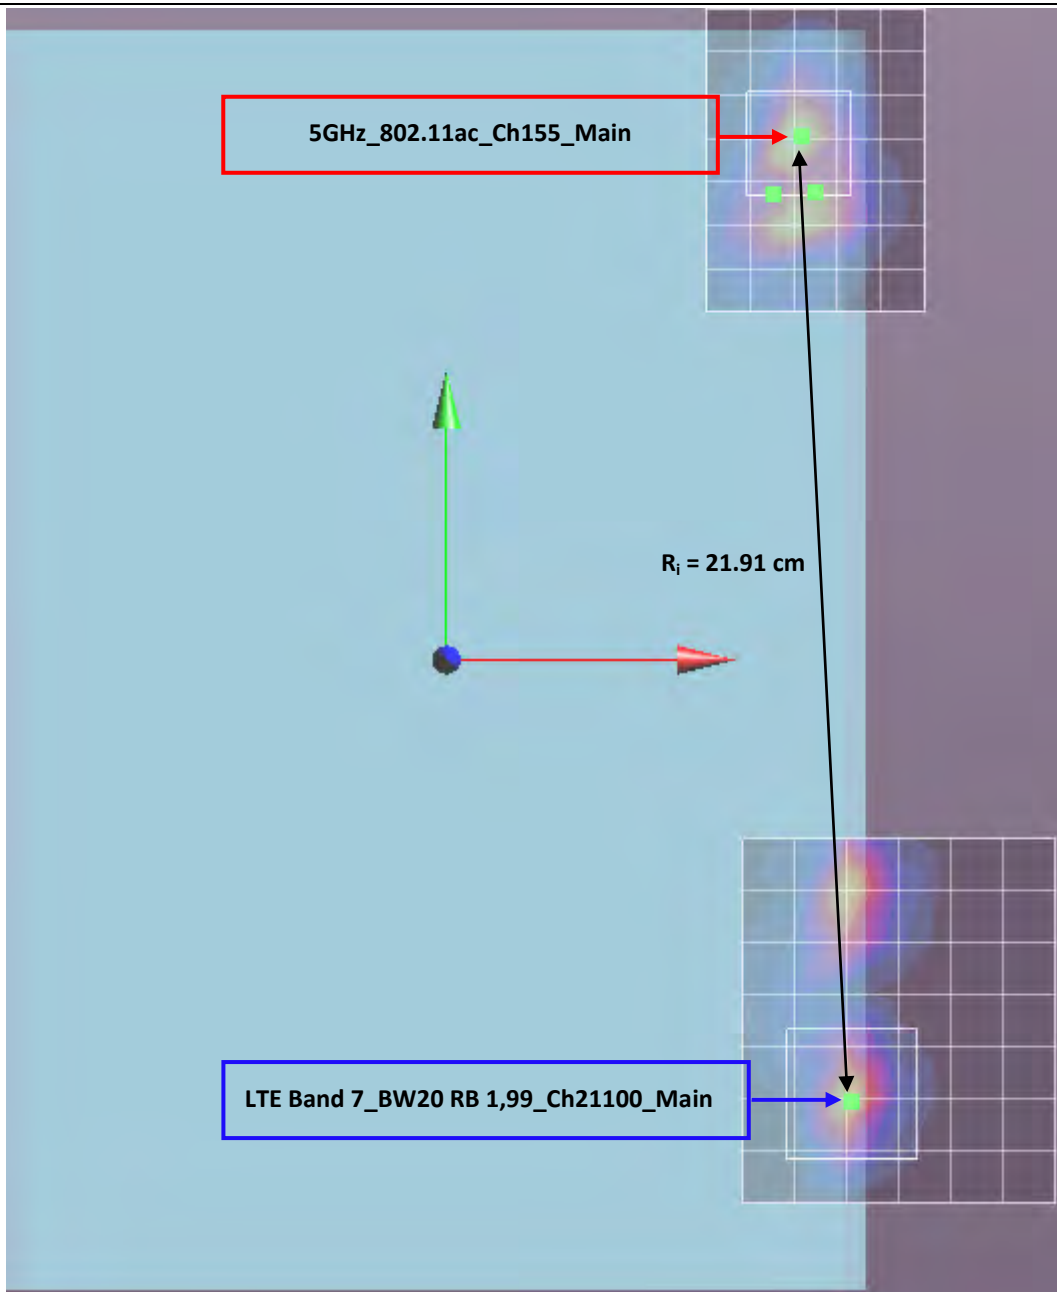 5GHz_802.11ac_Ch155_Main
Rᵢ = 21.91 cm
LTE Band 7_BW20 RB 1,99_Ch21100_Main